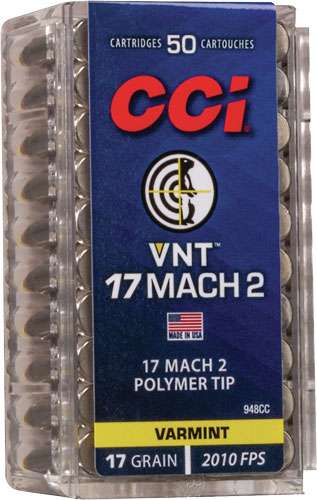 CARTRIDGES 50 CARTOUCHES
CCI
VNT™
17 MACH 2
MADE IN USA
17 MACH 2
POLYMER TIP
948CC
VARMINT
17 GRAIN 2010 FPS